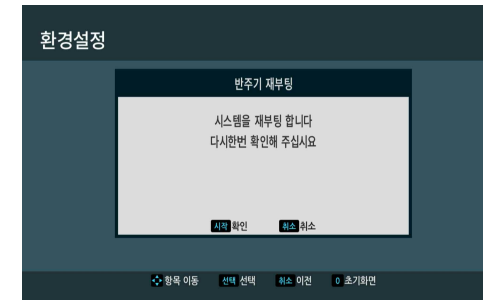 환경설정
반주기 재부팅
시스템을 재부팅 합니다
다시한번 확인해 주십시요
시작 확인 취소 취소
항목 이동 선택 선택 취소 이전 0 초기화면